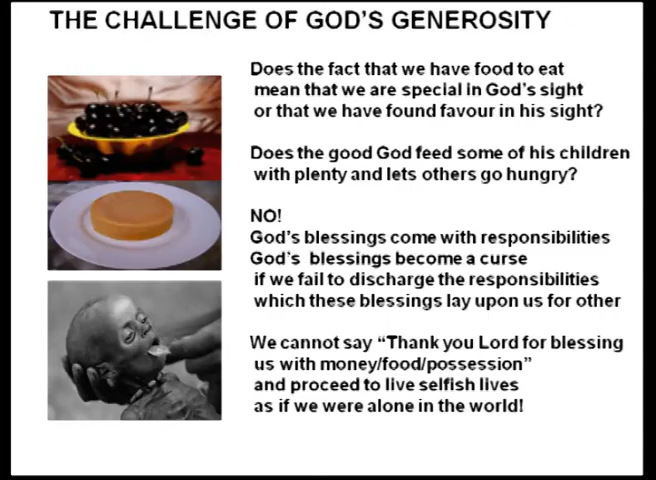 THE CHALLENGE OF GOD'S GENEROSITY
Does the fact that we have food to eat
mean that we are special in God's sight
or that we have found favour in his sight?
Does the good God feed some of his children
with plenty and lets others go hungry?
NO!
God's blessings come with responsibilities
God's blessings become a curse
if we fail to discharge the responsibilities
which these blessings lay upon us for other
We cannot say “Thank you Lord for blessing
us with money/food/possession”
and proceed to live selfish lives
as if we were alone in the world!